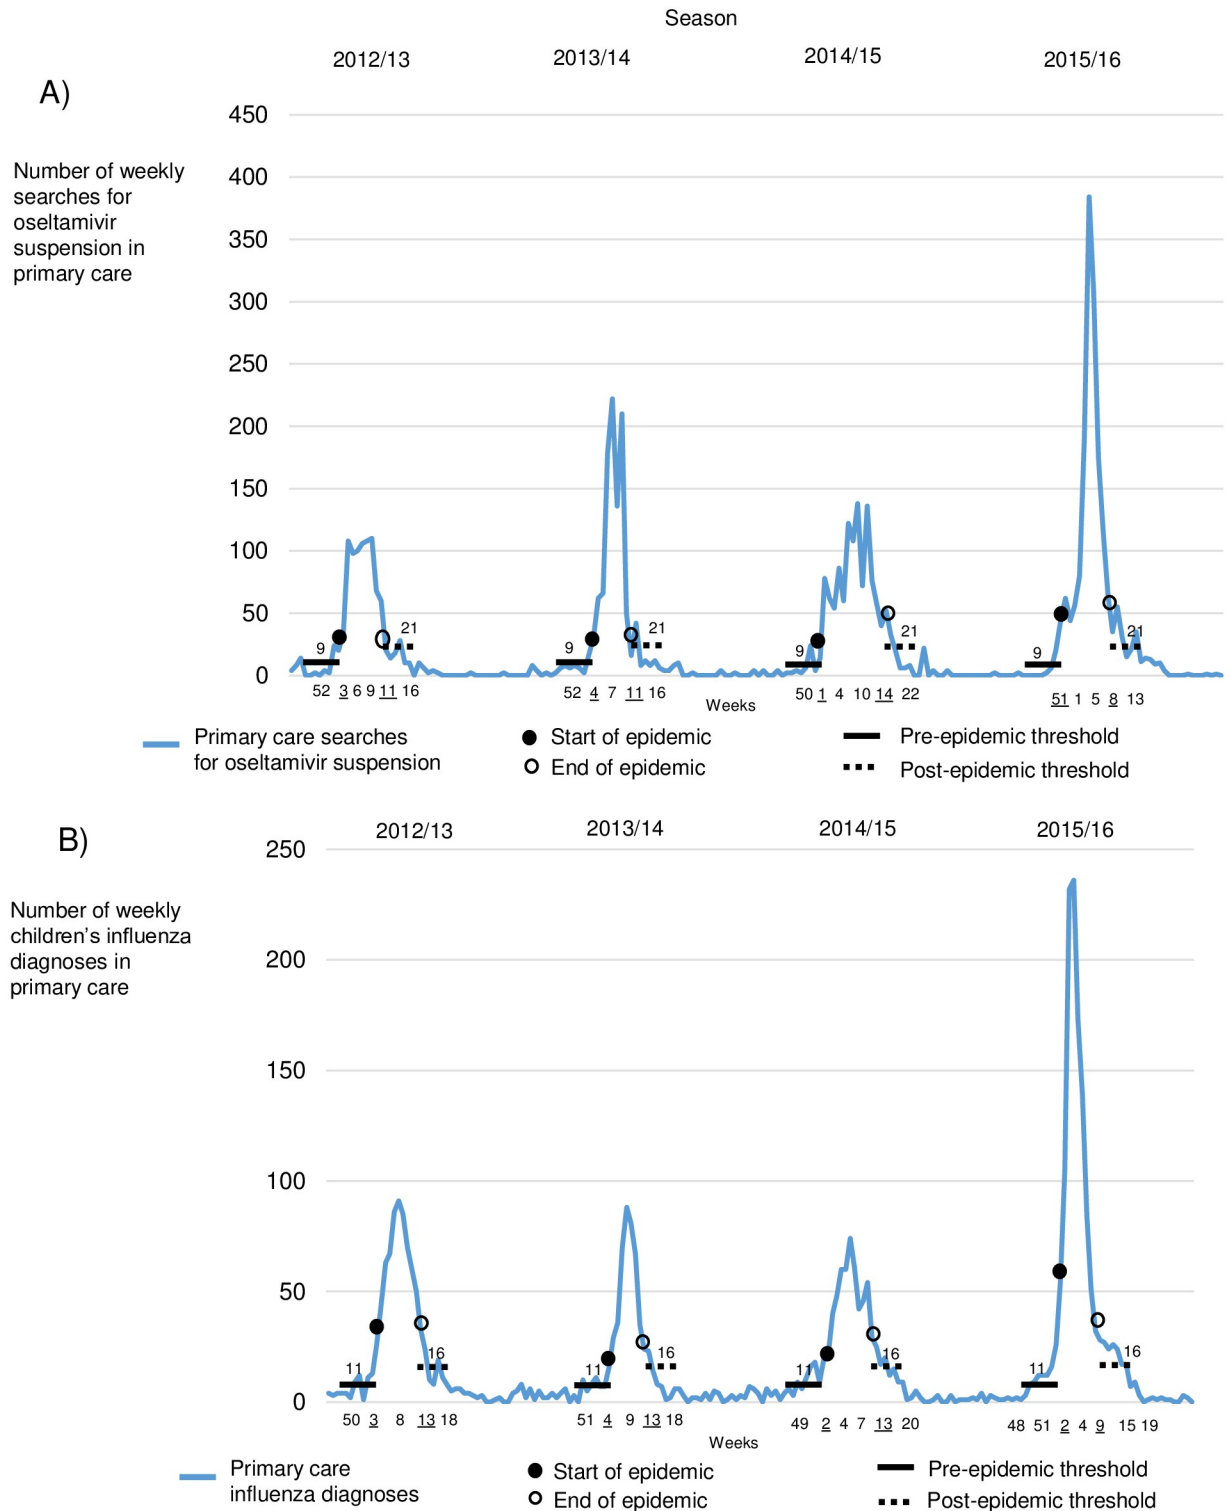 Season
2012/13 2013/14 2014/15 2015/16
A)
450
Number of weekly
searches for
oseltamivir
suspension in
primary care
400
350
300
250
200
150
100
50
0
9 21 9 21 9 21 9 21
52 3 6 9 11 16 52 4 7 11 16 50 1 4 10 14 22 51 1 5 8 13
Weeks
Primary care searches
for oseltamivir suspension
Start of epidemic
End of epidemic
Pre-epidemic threshold
Post-epidemic threshold
B)
2012/13 2013/14 2014/15 2015/16
250
Number of weekly
children's influenza
diagnoses in
primary care
200
150
100
50
0
11 16 11 16 11 16 11 16
50 3 8 13 18 51 4 9 13 18 49 2 4 7 13 20 48 51 2 4 9 15 19
Weeks
Primary care
influenza diagnoses
Start of epidemic
End of epidemic
Pre-epidemic threshold
Post-epidemic threshold